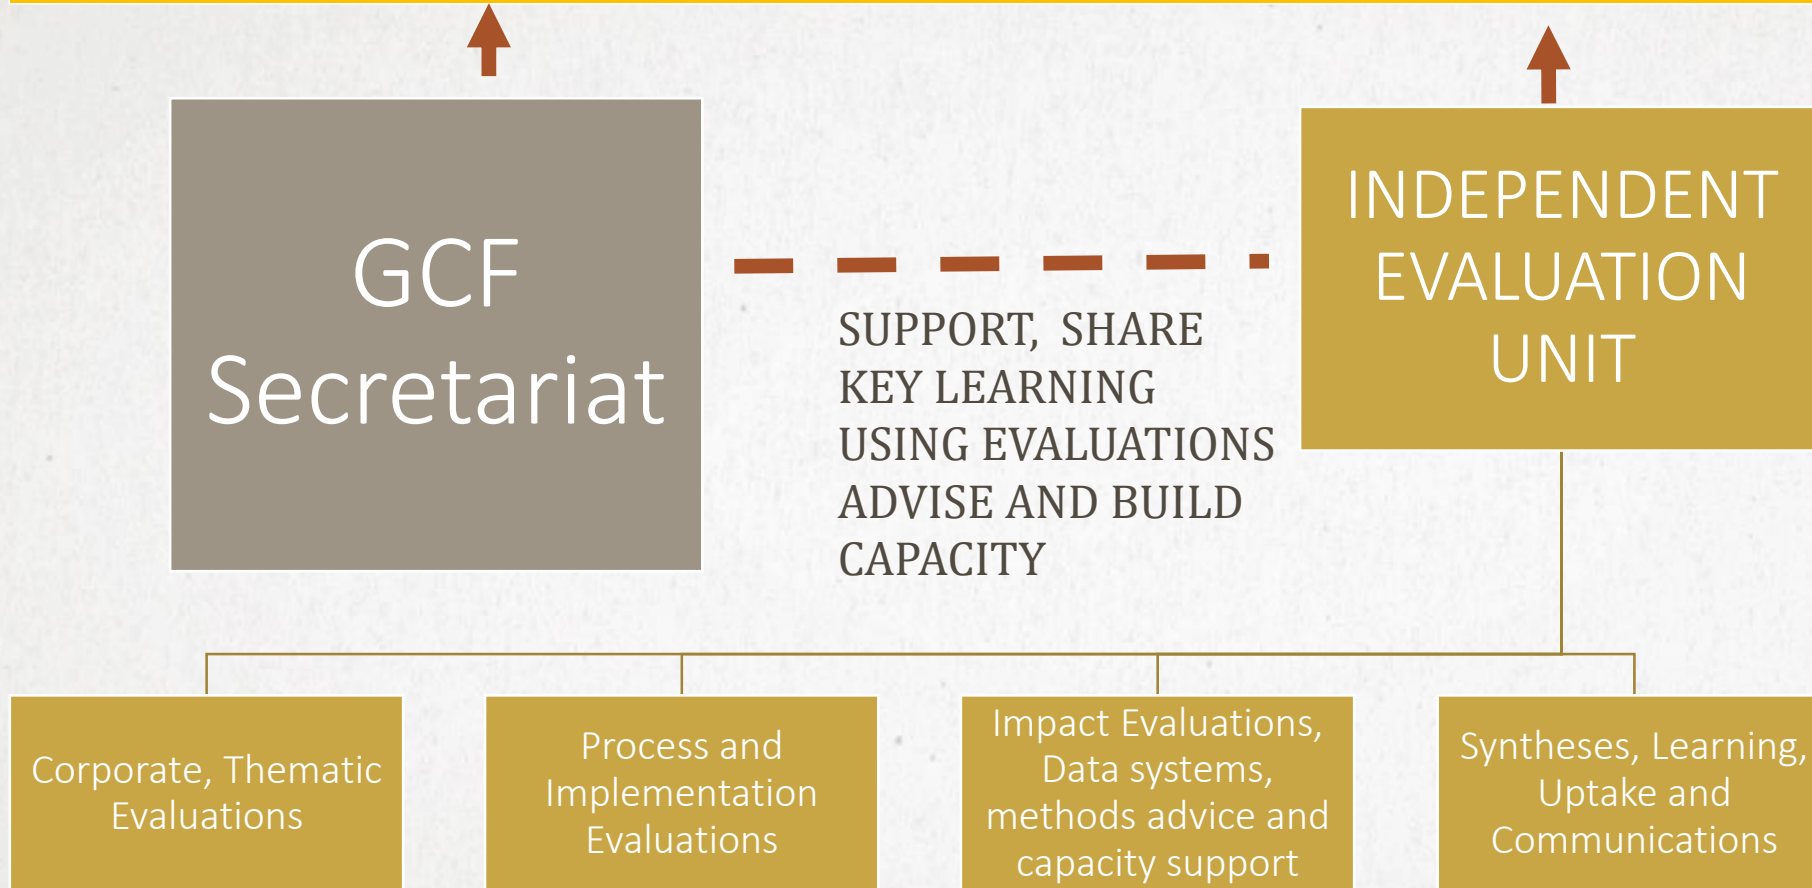 GCF
Secretariat
SUPPORT, SHARE
KEY LEARNING
USING EVALUATIONS
ADVISE AND BUILD
CAPACITY
INDEPENDENT
EVALUATION
UNIT
Corporate, Thematic
Evaluations
Process and
Implementation
Evaluations
Impact Evaluations,
Data systems,
methods advice and
capacity support
Syntheses, Learning,
Uptake and
Communications